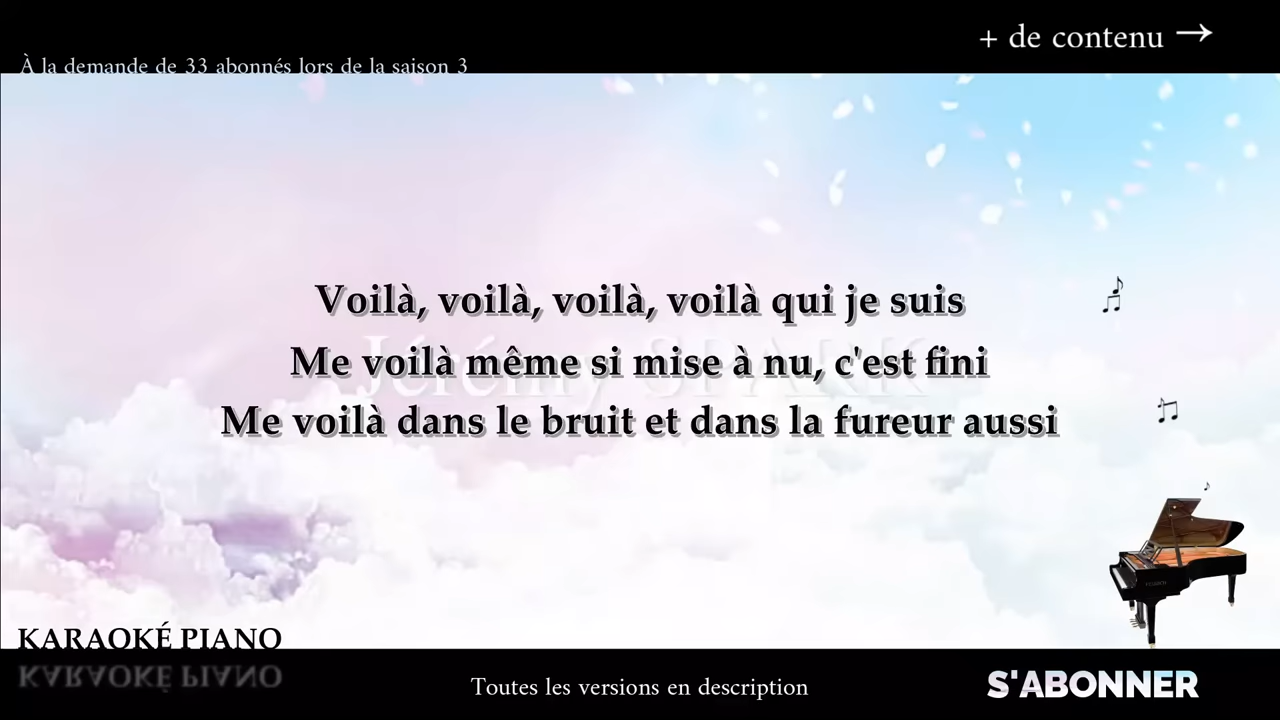 + de contenu →
À la demande de 33 abonnés lors de la saison 3
Voilà, voilà, voilà, voilà qui je suis
Jérémy SPARK
Me voilà même si mise à nu, c'est fini
Me voilà dans le bruit et dans la fureur aussi
KARAOKÉ PIANO
Toutes les versions en description
S'ABONNER